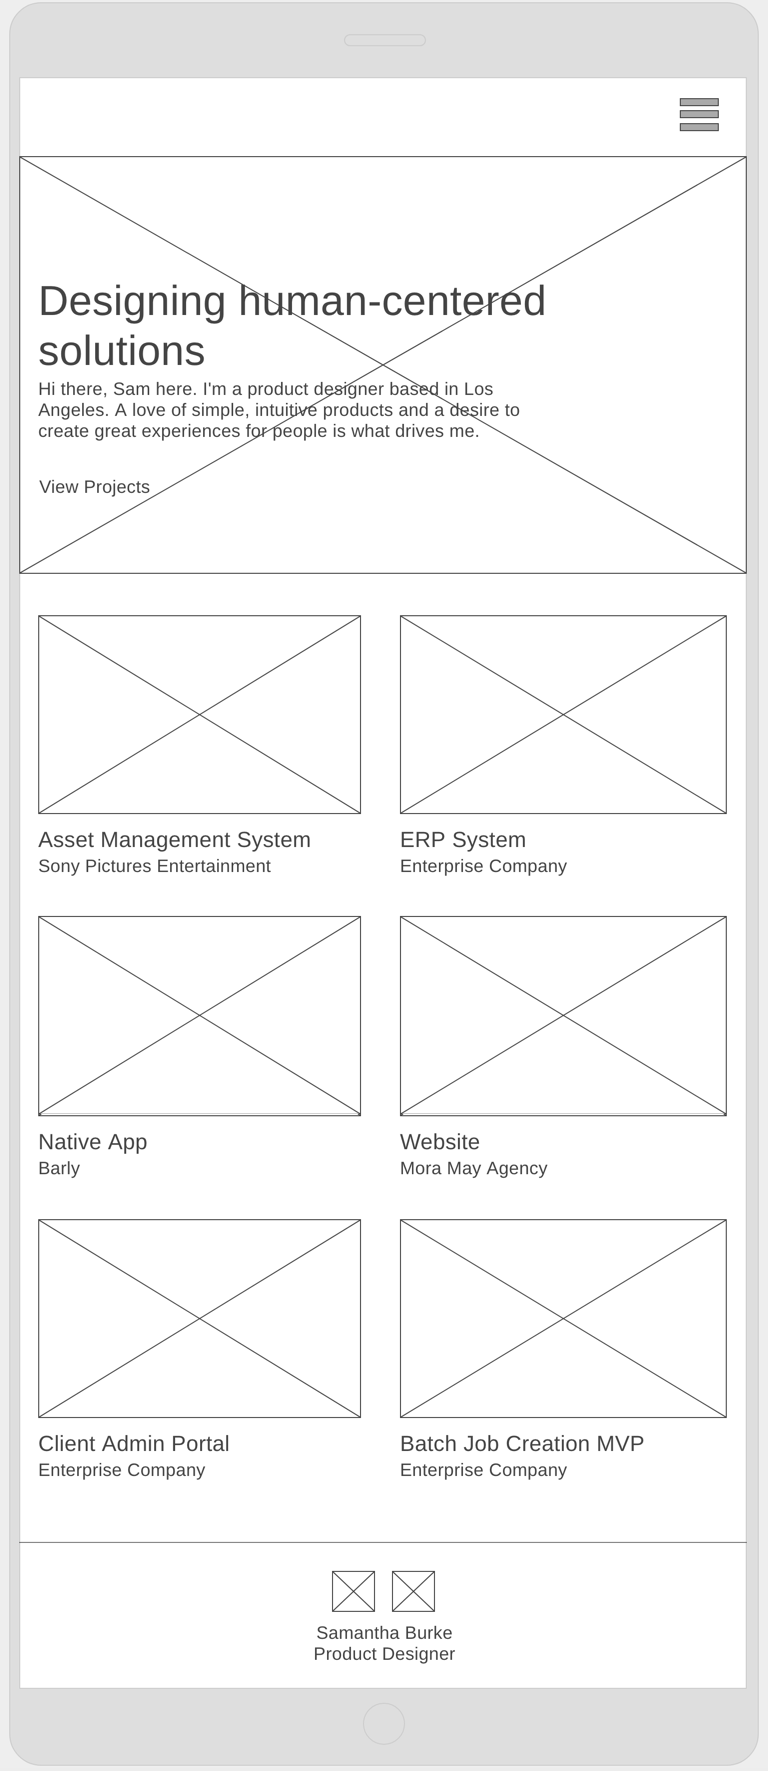 Designing human-centered
solutions
Hi there, Sam here. I'm a product designer based in Los
Angeles. A love of simple, intuitive products and a desire to
create great experiences for people is what drives me.
View Projects
Asset Management System
Sony Pictures Entertainment
ERP System
Enterprise Company
Native App
Barly
Website
Mora May Agency
Client Admin Portal
Enterprise Company
Batch Job Creation MVP
Enterprise Company
Samantha Burke
Product Designer